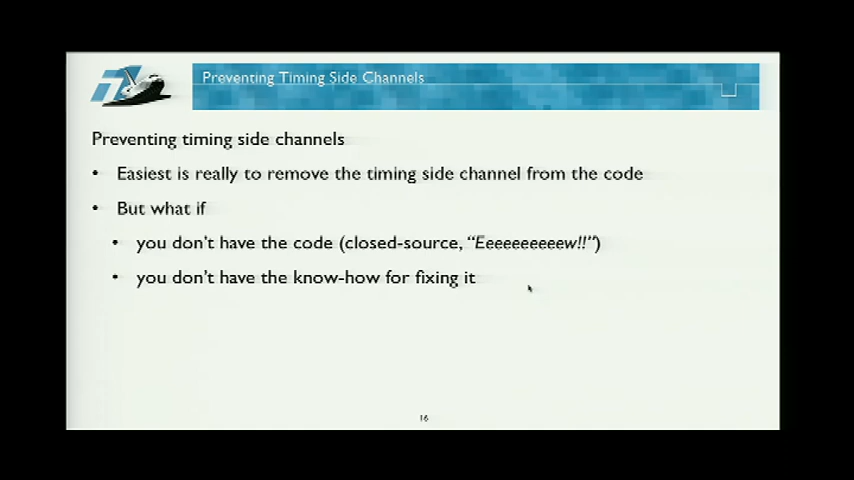 Preventing Timing Side Channels
Preventing timing side channels
• Easiest is really to remove the timing side channel from the code
• But what if
• you don't have the code (closed-source, "Eeeeeeeeeew!!")
• you don't have the know-how for fixing it
16